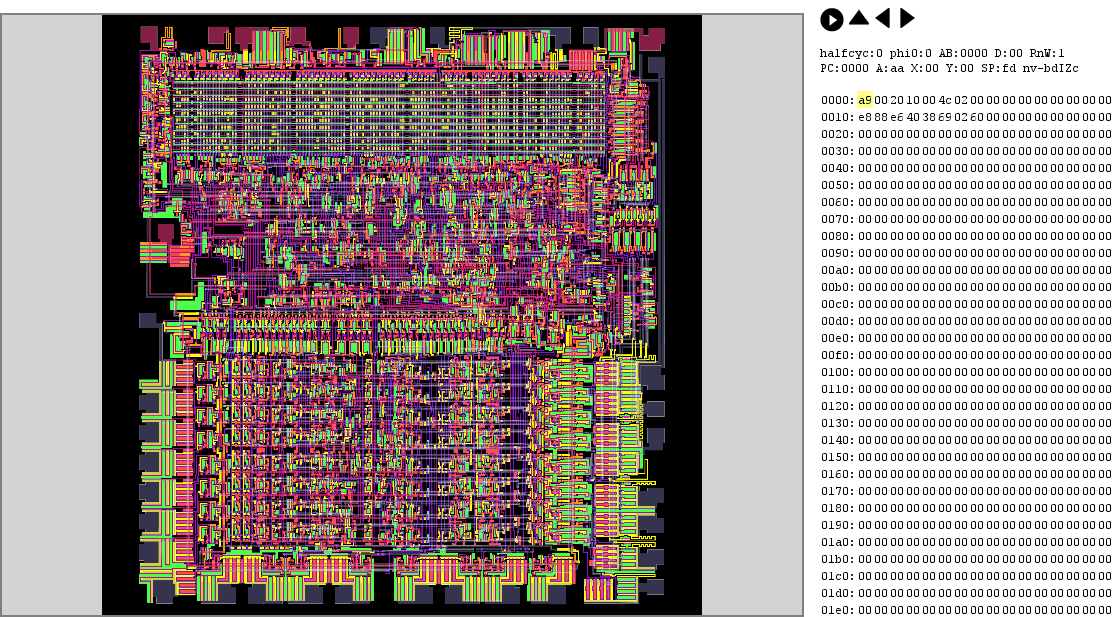 halfcyc:0 phi0:0 AB:0000 D:00 RnW:1
PC:0000 A:aa X:00 Y:00 SP:fd nv-bdIZc
0000: a9 00 20 10 00 4c 02 00 00 00 00 00 00 00 00 00
0010: e8 88 e6 40 38 69 02 60 00 00 00 00 00 00 00 00
0020: 00 00 00 00 00 00 00 00 00 00 00 00 00 00 00 00
0030: 00 00 00 00 00 00 00 00 00 00 00 00 00 00 00 00
0040: 00 00 00 00 00 00 00 00 00 00 00 00 00 00 00 00
0050: 00 00 00 00 00 00 00 00 00 00 00 00 00 00 00 00
0060: 00 00 00 00 00 00 00 00 00 00 00 00 00 00 00 00
0070: 00 00 00 00 00 00 00 00 00 00 00 00 00 00 00 00
0080: 00 00 00 00 00 00 00 00 00 00 00 00 00 00 00 00
0090: 00 00 00 00 00 00 00 00 00 00 00 00 00 00 00 00
00a0: 00 00 00 00 00 00 00 00 00 00 00 00 00 00 00 00
00b0: 00 00 00 00 00 00 00 00 00 00 00 00 00 00 00 00
00c0: 00 00 00 00 00 00 00 00 00 00 00 00 00 00 00 00
00d0: 00 00 00 00 00 00 00 00 00 00 00 00 00 00 00 00
00e0: 00 00 00 00 00 00 00 00 00 00 00 00 00 00 00 00
00f0: 00 00 00 00 00 00 00 00 00 00 00 00 00 00 00 00
0100: 00 00 00 00 00 00 00 00 00 00 00 00 00 00 00 00
0110: 00 00 00 00 00 00 00 00 00 00 00 00 00 00 00 00
0120: 00 00 00 00 00 00 00 00 00 00 00 00 00 00 00 00
0130: 00 00 00 00 00 00 00 00 00 00 00 00 00 00 00 00
0140: 00 00 00 00 00 00 00 00 00 00 00 00 00 00 00 00
0150: 00 00 00 00 00 00 00 00 00 00 00 00 00 00 00 00
0160: 00 00 00 00 00 00 00 00 00 00 00 00 00 00 00 00
0170: 00 00 00 00 00 00 00 00 00 00 00 00 00 00 00 00
0180: 00 00 00 00 00 00 00 00 00 00 00 00 00 00 00 00
0190: 00 00 00 00 00 00 00 00 00 00 00 00 00 00 00 00
01a0: 00 00 00 00 00 00 00 00 00 00 00 00 00 00 00 00
01b0: 00 00 00 00 00 00 00 00 00 00 00 00 00 00 00 00
01c0: 00 00 00 00 00 00 00 00 00 00 00 00 00 00 00 00
01d0: 00 00 00 00 00 00 00 00 00 00 00 00 00 00 00 00
01e0: 00 00 00 00 00 00 00 00 00 00 00 00 00 00 00 00